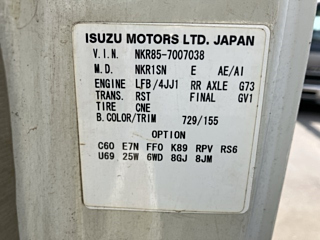 ISUZU MOTORS LTD. JAPAN
V.I.N. NKR85-7007038
M.D. NKR1SN E AE/AI
ENGINE LFB/4JJ1 RR AXLE G73
TRANS. RST FINAL GV1
TIRE CNE
B.COLOR/TRIM 729/155
OPTION
C60 E7N FF0 K89 RPV RS6
U69 25W 6WD 8GJ 8JM